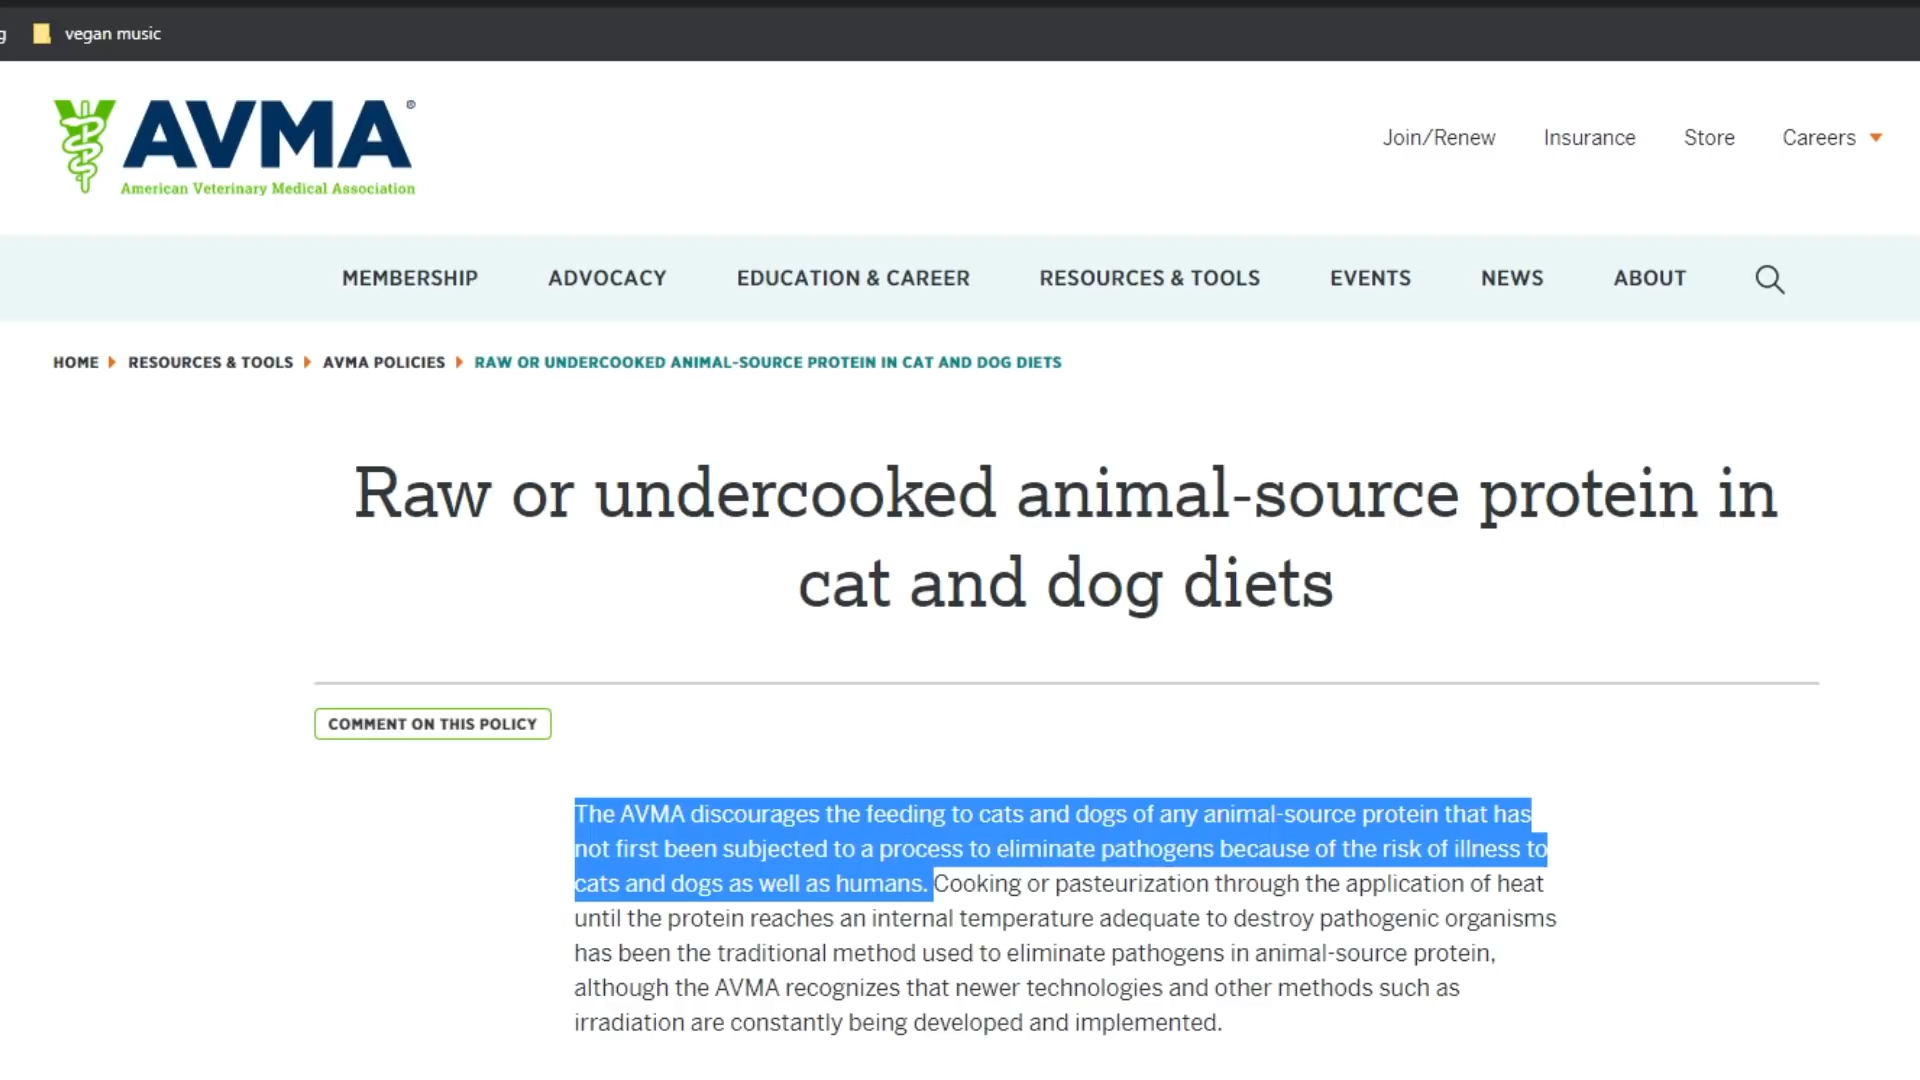 g vegan music
AVMA®
American Veterinary Medical Association
Join/Renew Insurance Store Careers
MEMBERSHIP ADVOCACY EDUCATION & CAREER RESOURCES & TOOLS EVENTS NEWS ABOUT
HOME RESOURCES & TOOLS AVMA POLICIES RAW OR UNDERCOOKED ANIMAL-SOURCE PROTEIN IN CAT AND DOG DIETS
Raw or undercooked animal-source protein in
cat and dog diets
COMMENT ON THIS POLICY
The AVMA discourages the feeding to cats and dogs of any animal-source protein that has
not first been subjected to a process to eliminate pathogens because of the risk of illness to
cats and dogs as well as humans. Cooking or pasteurization through the application of heat
until the protein reaches an internal temperature adequate to destroy pathogenic organisms
has been the traditional method used to eliminate pathogens in animal-source protein,
although the AVMA recognizes that newer technologies and other methods such as
irradiation are constantly being developed and implemented.